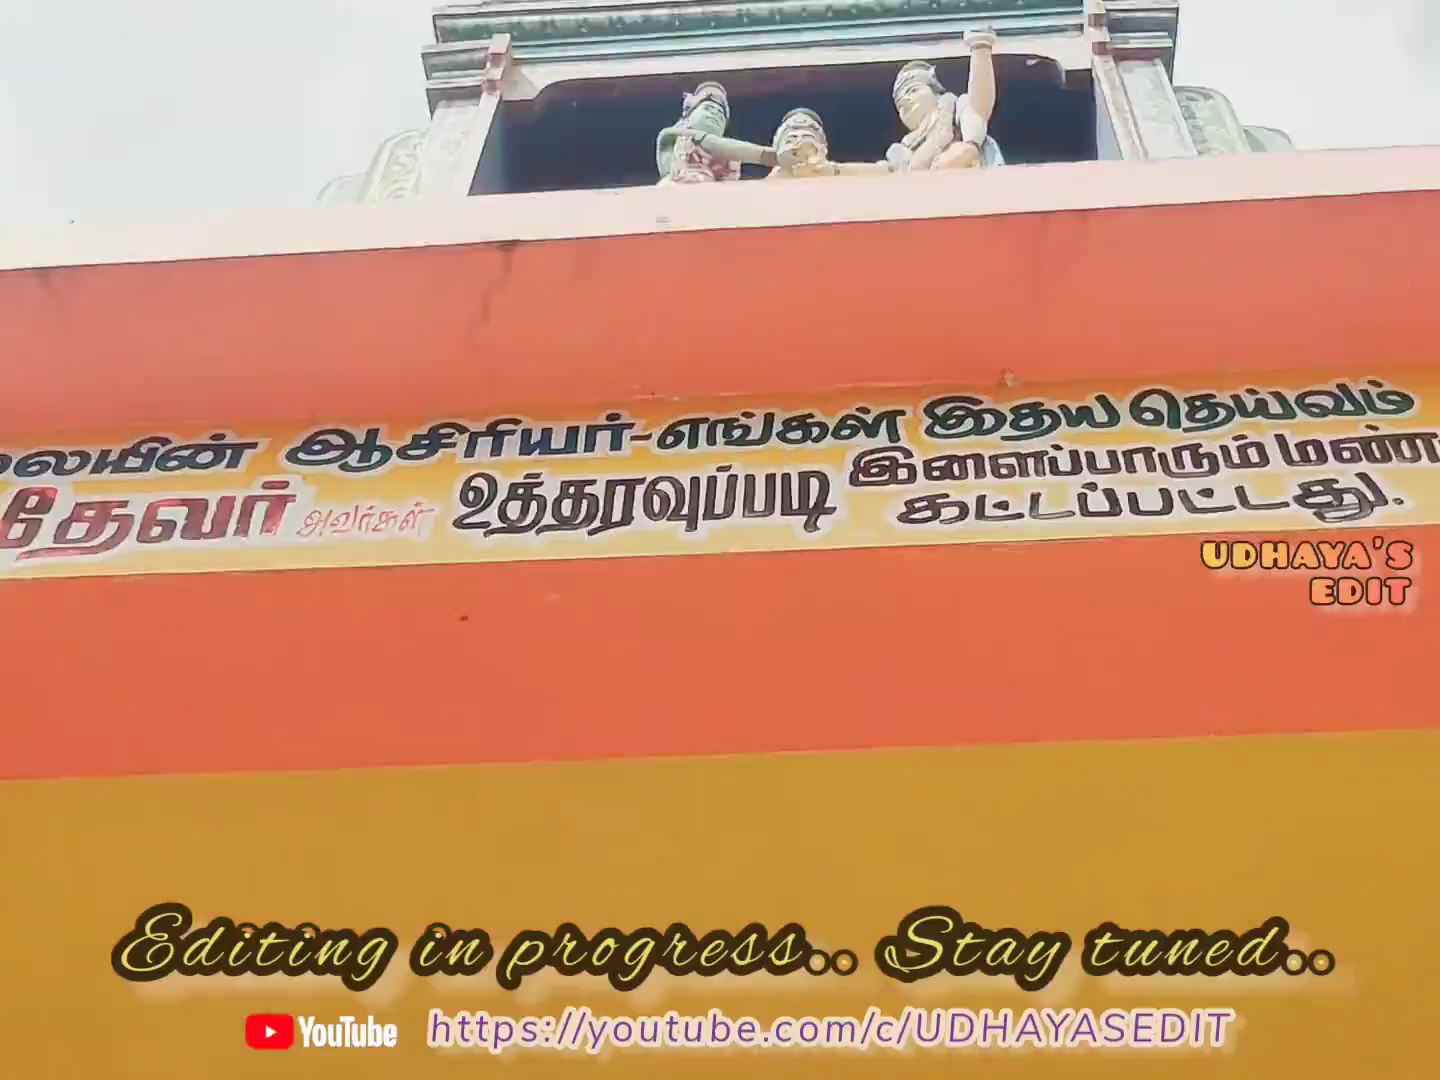 லையின் ஆசிரியர்-எங்கள் இதய தெய்வம்
தேவர் அவர்கள் உத்தரவுப்படி இளைப்பாரும் மண்
கட்டப்பட்டது.
UDHAYA'S
EDIT
Editing in progress.. Stay tuned..
YouTube https://youtube.com/c/UDHAYASEDIT